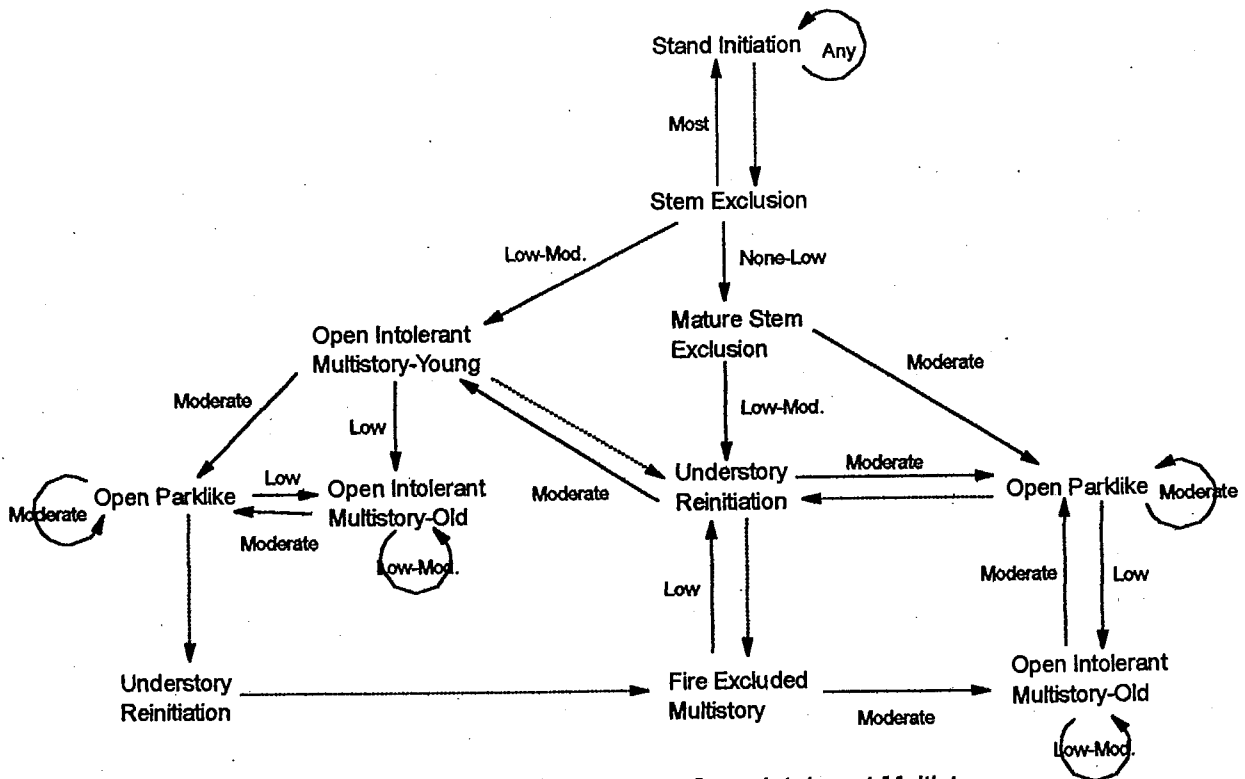 Stand Initiation
Any
Most
Stem Exclusion
Low-Mod.
None-Low
Open Intolerant
Multistory-Young
Mature Stem
Exclusion
Moderate
Moderate
Low
Low-Mod.
Open Parklike
Moderate
Low
Moderate
Open Intolerant
Multistory-Old
Low-Mod.
Moderate
Understory
Reinitiation
Moderate
Open Parklike
Moderate
Low
Moderate
Low
Understory
Reinitiation
Fire Excluded
Multistory
Moderate
Open Intolerant
Multistory-Old
Low-Mod.